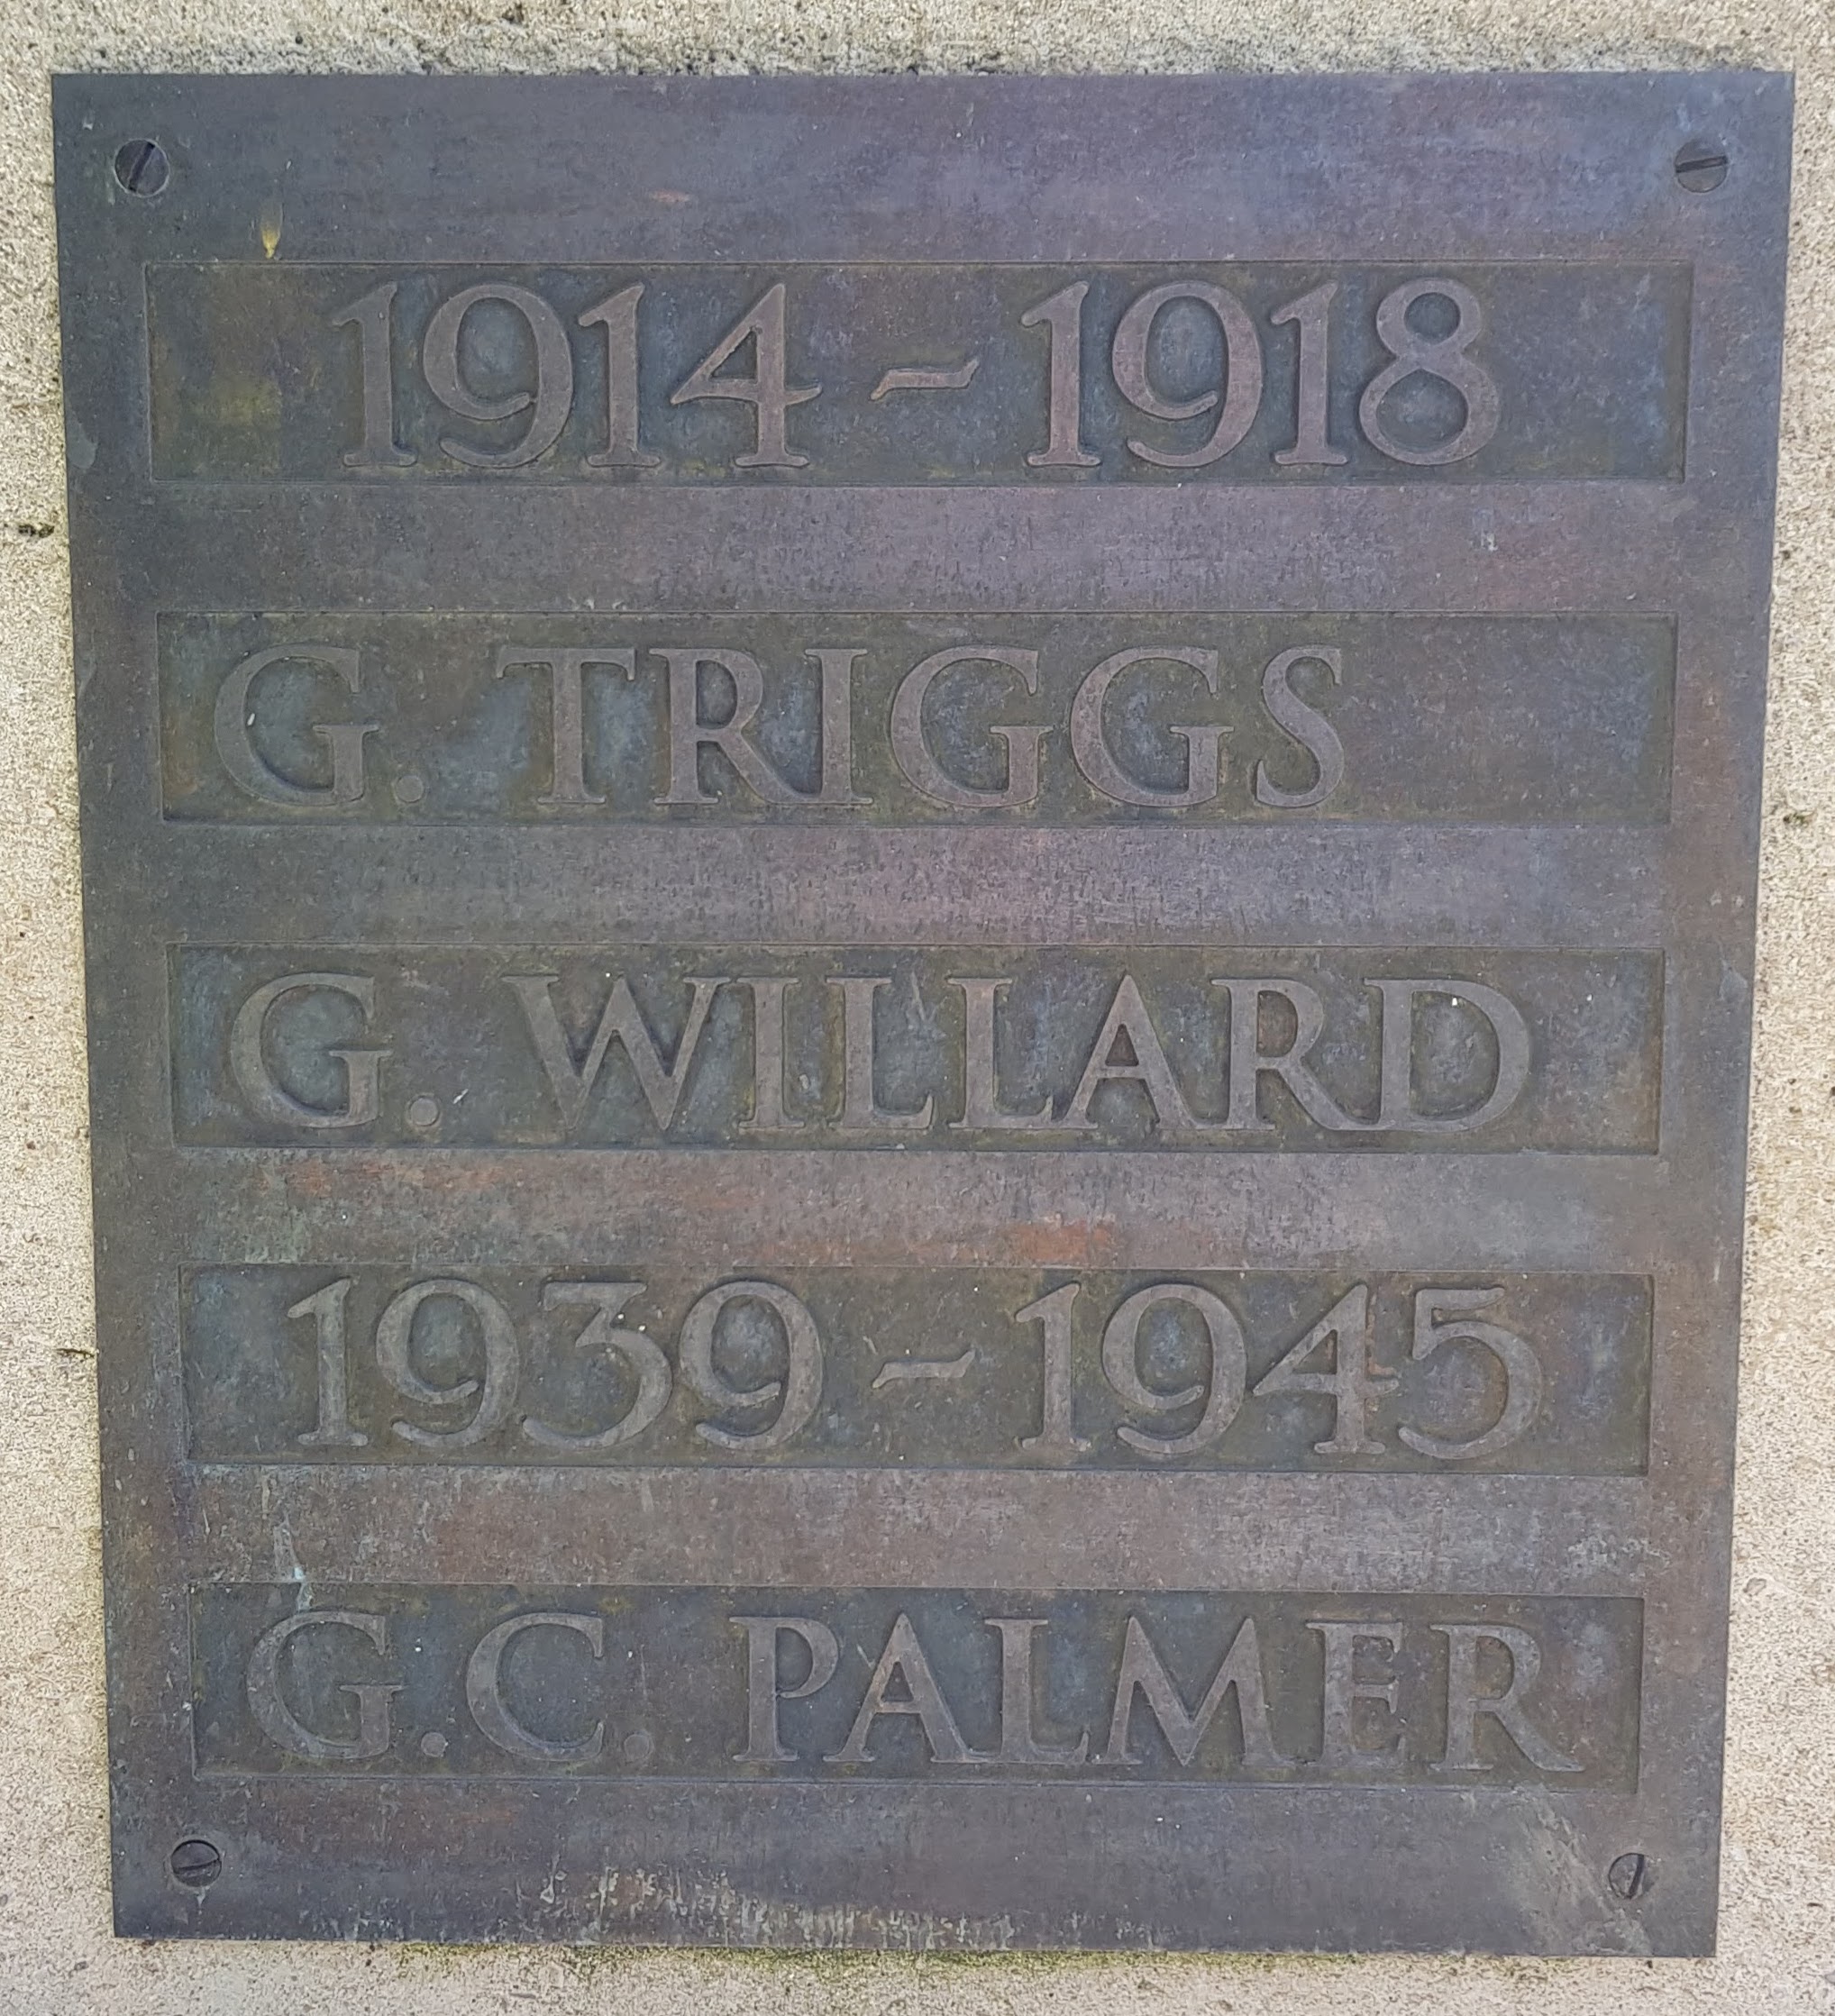 1914 - 1918
G. TRIGGS
G. WILLARD
1939 - 1945
G.C. PALMER